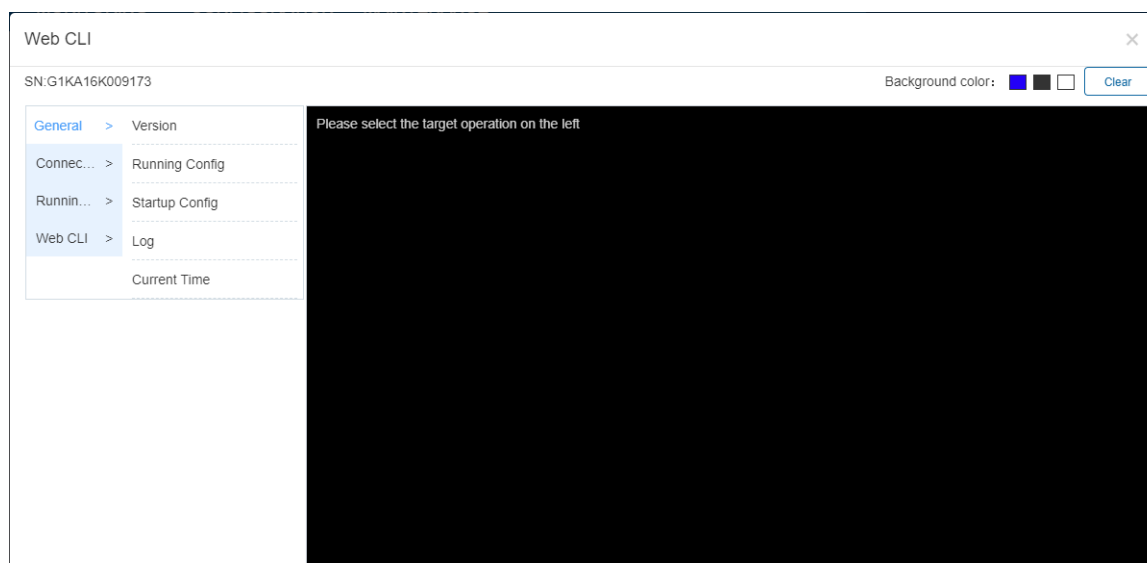 Web CLI
×
SN:G1KA16K009173
Background color:
Clear
General >
Connec... >
Runnin... >
Web CLI >
Version
Running Config
Startup Config
Log
Current Time
Please select the target operation on the left